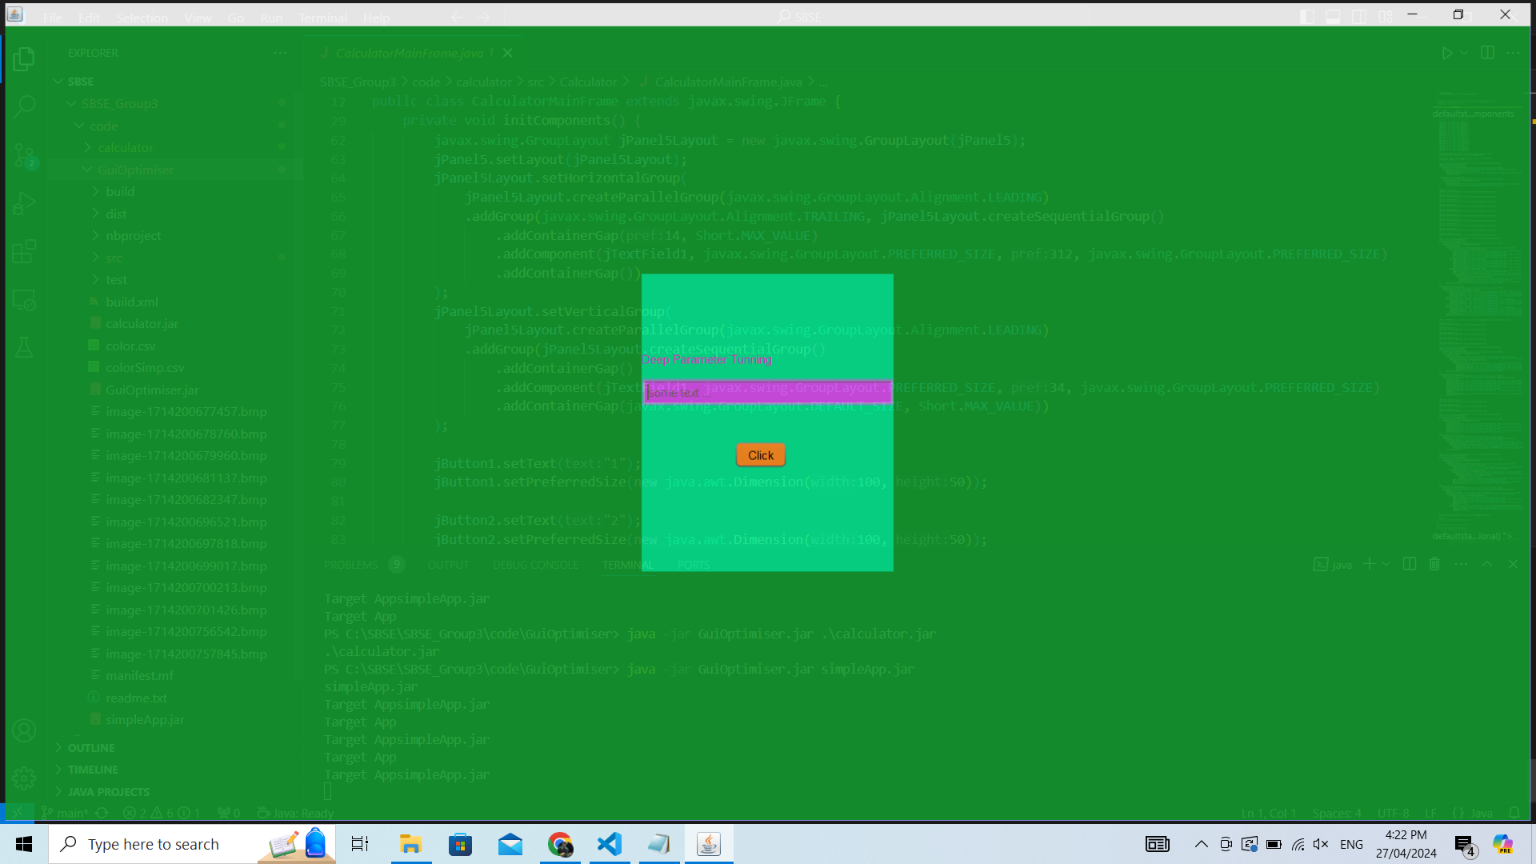 File Edit Selection View Go Run Terminal Help SBSE
EXPLORER
SBSE
SBSE_Group3
code
calculator
GuiOptimiser
build
dist
nbproject
src
test
build.xml
calculator.jar
color.csv
colorSimp.csv
GuiOptimiser.jar
image-1714200677457.bmp
image-1714200678760.bmp
image-1714200679960.bmp
image-1714200681137.bmp
image-1714200682347.bmp
image-1714200696521.bmp
image-1714200697818.bmp
image-1714200699017.bmp
image-1714200700213.bmp
image-1714200701426.bmp
image-1714200756542.bmp
image-1714200757845.bmp
manifest.mf
readme.txt
simpleApp.jar
OUTLINE
TIMELINE
JAVA PROJECTS
CalculatorMainFrame.java 1
SBSE_Group3 > code > calculator > src > Calculator > CalculatorMainFrame.java > ...
12 public class CalculatorMainFrame extends javax.swing.JFrame {
29 private void initComponents() {
62 javax.swing.GroupLayout jPanel5Layout = new javax.swing.GroupLayout(jPanel5);
63 jPanel5.setLayout(jPanel5Layout);
64 jPanel5Layout.setHorizontalGroup(
65 jPanel5Layout.createParallelGroup(javax.swing.GroupLayout.Alignment.LEADING)
66 .addGroup(javax.swing.GroupLayout.Alignment.TRAILING, jPanel5Layout.createSequentialGroup()
67 .addContainerGap(pref:14, Short.MAX_VALUE)
68 .addComponent(jTextField1, javax.swing.GroupLayout.PREFERRED_SIZE, pref:312, javax.swing.GroupLayout.PREFERRED_SIZE)
69 .addContainerGap())
70 );
71 jPanel5Layout.setVerticalGroup(
72 jPanel5Layout.createParallelGroup(javax.swing.GroupLayout.Alignment.LEADING)
73 .addGroup(jPanel5Layout.createSequentialGroup()
74 .addContainerGap()
75 .addComponent(jTextField1, javax.swing.GroupLayout.PREFERRED_SIZE, pref:34, javax.swing.GroupLayout.PREFERRED_SIZE)
76 .addContainerGap(javax.swing.GroupLayout.DEFAULT_SIZE, Short.MAX_VALUE))
77 );
78
79 jButton1.setText(text:"1");
80 jButton1.setPreferredSize(new java.awt.Dimension(width:100, height:50));
81
82 jButton2.setText(text:"2");
83 jButton2.setPreferredSize(new java.awt.Dimension(width:100, height:50));
Deep Parameter Tunning
Some text ...
Click
PROBLEMS 9 OUTPUT DEBUG CONSOLE TERMINAL PORTS
java
Target AppsimpleApp.jar
Target App
PS C:\SBSE\SBSE_Group3\code\GuiOptimiser> java -jar GuiOptimiser.jar .\calculator.jar
.\calculator.jar
PS C:\SBSE\SBSE_Group3\code\GuiOptimiser> java -jar GuiOptimiser.jar simpleApp.jar
simpleApp.jar
Target AppsimpleApp.jar
Target App
Target AppsimpleApp.jar
Target App
Target AppsimpleApp.jar
main* 2 6 1 0 Java: Ready
Ln 1, Col 1 Spaces: 4 UTF-8 LF {} Java
Type here to search
ENG
4:22 PM
27/04/2024
4
PRE